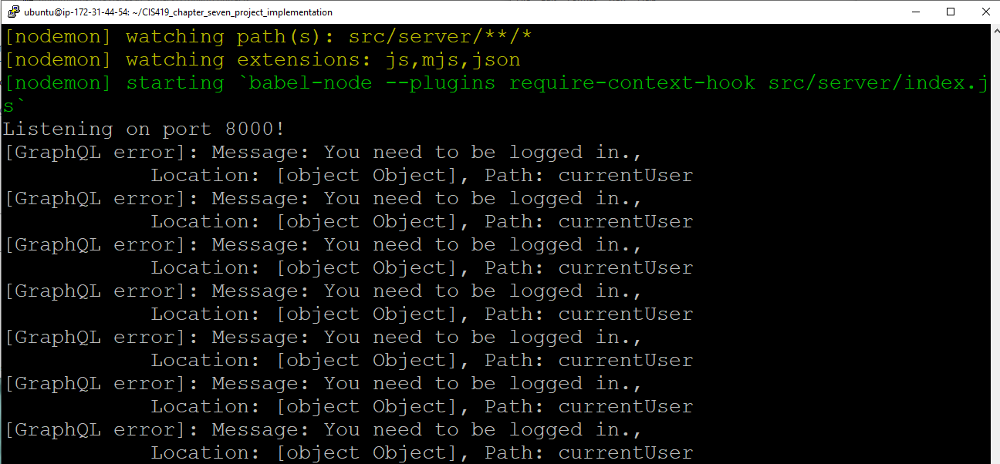 ubuntu@ip-172-31-44-54: ~/CIS419_chapter_seven_project_implementation
[nodemon] watching path(s): src/server/**/*
[nodemon] watching extensions: js,mjs,json
[nodemon] starting `babel-node --plugins require-context-hook src/server/index.j
s`
Listening on port 8000!
[GraphQL error]: Message: You need to be logged in.,
            Location: [object Object], Path: currentUser
[GraphQL error]: Message: You need to be logged in.,
            Location: [object Object], Path: currentUser
[GraphQL error]: Message: You need to be logged in.,
            Location: [object Object], Path: currentUser
[GraphQL error]: Message: You need to be logged in.,
            Location: [object Object], Path: currentUser
[GraphQL error]: Message: You need to be logged in.,
            Location: [object Object], Path: currentUser
[GraphQL error]: Message: You need to be logged in.,
            Location: [object Object], Path: currentUser
[GraphQL error]: Message: You need to be logged in.,
            Location: [object Object], Path: currentUser